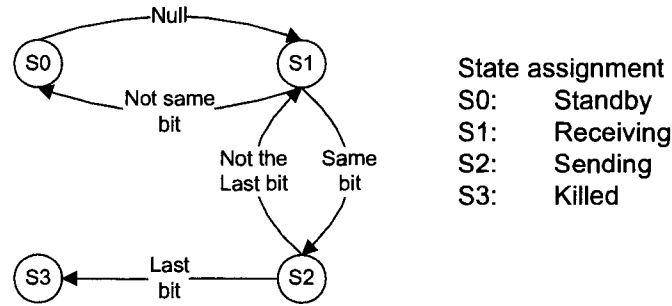 Null
S0
S1
Not same
bit
Not the
Last bit
Same
bit
S3
Last
bit
S2
State assignment
S0: Standby
S1: Receiving
S2: Sending
S3: Killed